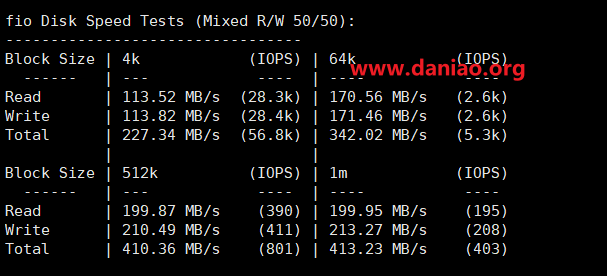 fio Disk Speed Tests (Mixed R/W 50/50):
---------------------------------
Block Size | 4k            (IOPS) | 64k           (IOPS)
www.daniao.org
  ------   | ---            ----  | ----           ----
Read       | 113.52 MB/s  (28.3k) | 170.56 MB/s   (2.6k)
Write      | 113.82 MB/s  (28.4k) | 171.46 MB/s   (2.6k)
Total      | 227.34 MB/s  (56.8k) | 342.02 MB/s   (5.3k)
           |                      |
Block Size | 512k          (IOPS) | 1m            (IOPS)
  ------   | ---            ----  | ----           ----
Read       | 199.87 MB/s    (390) | 199.95 MB/s    (195)
Write      | 210.49 MB/s    (411) | 213.27 MB/s    (208)
Total      | 410.36 MB/s    (801) | 413.23 MB/s    (403)